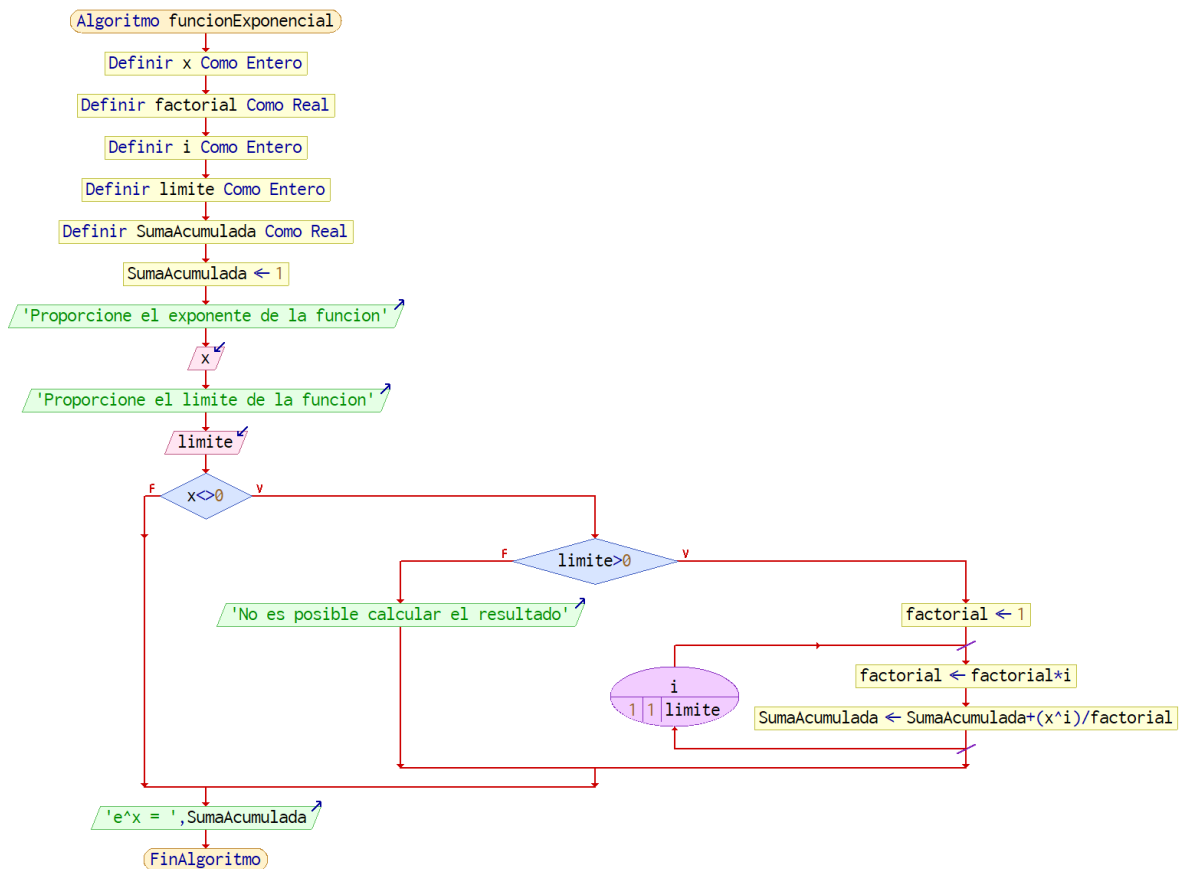 Algoritmo funcionExponencial
Definir x Como Entero
Definir factorial Como Real
Definir i Como Entero
Definir limite Como Entero
Definir SumaAcumulada Como Real
SumaAcumulada ← 1
'Proporcione el exponente de la funcion'
x
'Proporcione el limite de la funcion'
limite
F x<>0 V
F limite>0 V
'No es posible calcular el resultado'
factorial ← 1
i
1 1 limite
factorial ← factorial*i
SumaAcumulada ← SumaAcumulada+(x^i)/factorial
'e^x = ',SumaAcumulada
FinAlgoritmo